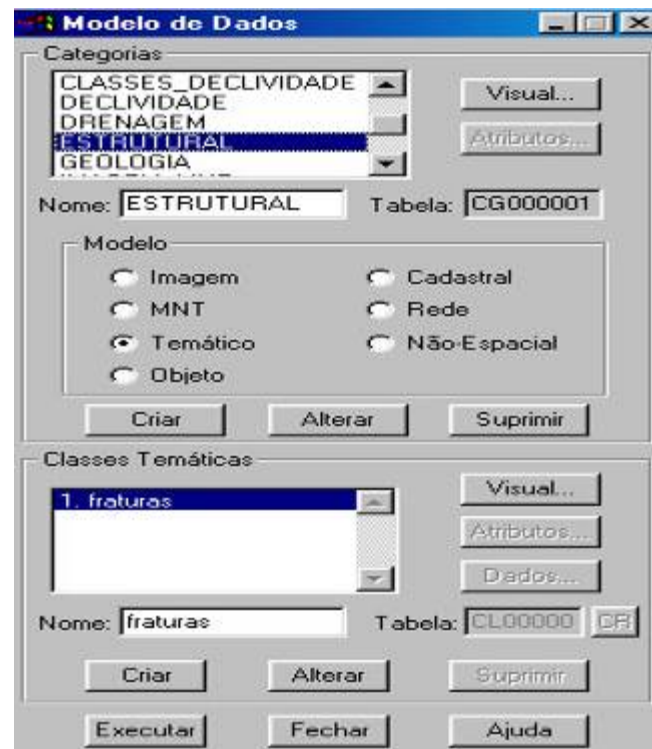 Modelo de Dados
Categorias
CLASSES_DECLIVIDADE
DECLIVIDADE
DRENAGEM
ESTRUTURAL
GEOLOGIA
Visual...
Atributos...
Nome: ESTRUTURAL Tabela: CG000001
Modelo
Imagem Cadastral
MNT Rede
Temático Não-Espacial
Objeto
Criar Alterar Suprimir
Classes Temáticas
1. fraturas
Visual...
Atributos...
Dados...
Nome: fraturas Tabela: CL00000 CR
Criar Alterar Suprimir
Executar Fechar Ajuda